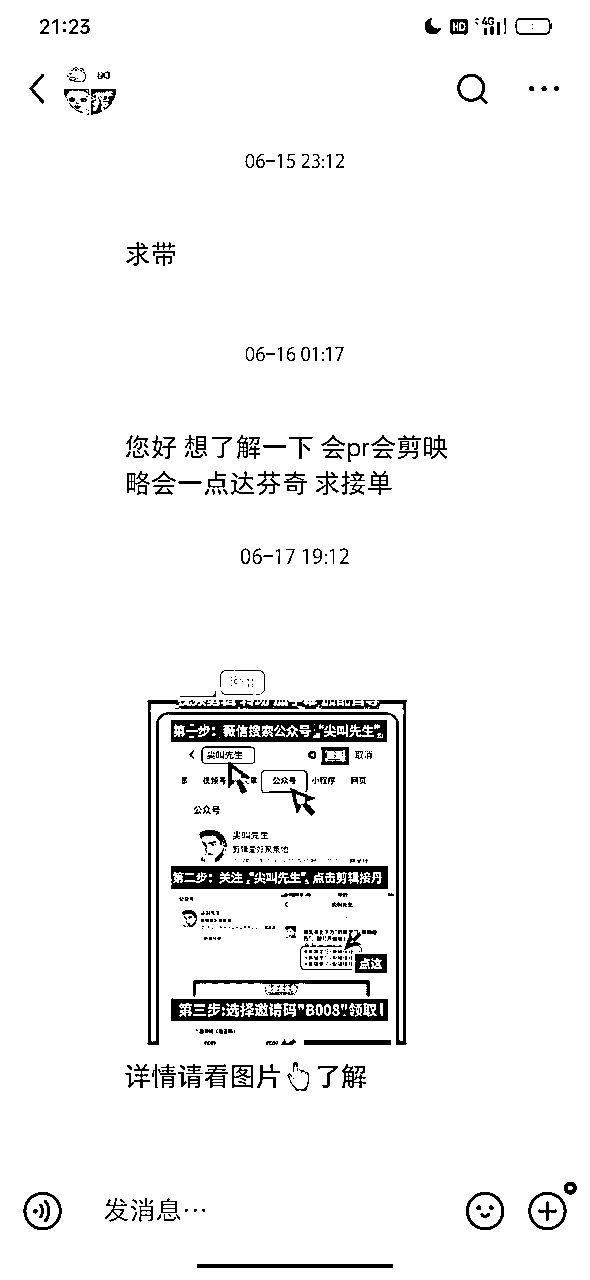 21:23
HD 4G
06-15 23:12
求带
06-16 01:17
您好 想了解一下 会pr会剪映
略会一点达芬奇 求接单
06-17 19:12
第一步：薇信搜索公众号，“尖叫先生”。
尖叫先生
取消
公众号 小程序 网页
公众号
尖叫先生
第二步：关注，“尖叫先生”。点击剪辑接丹
点这
第三步:选择邀请码"B008"领取
详情请看图片👆了解
发消息…